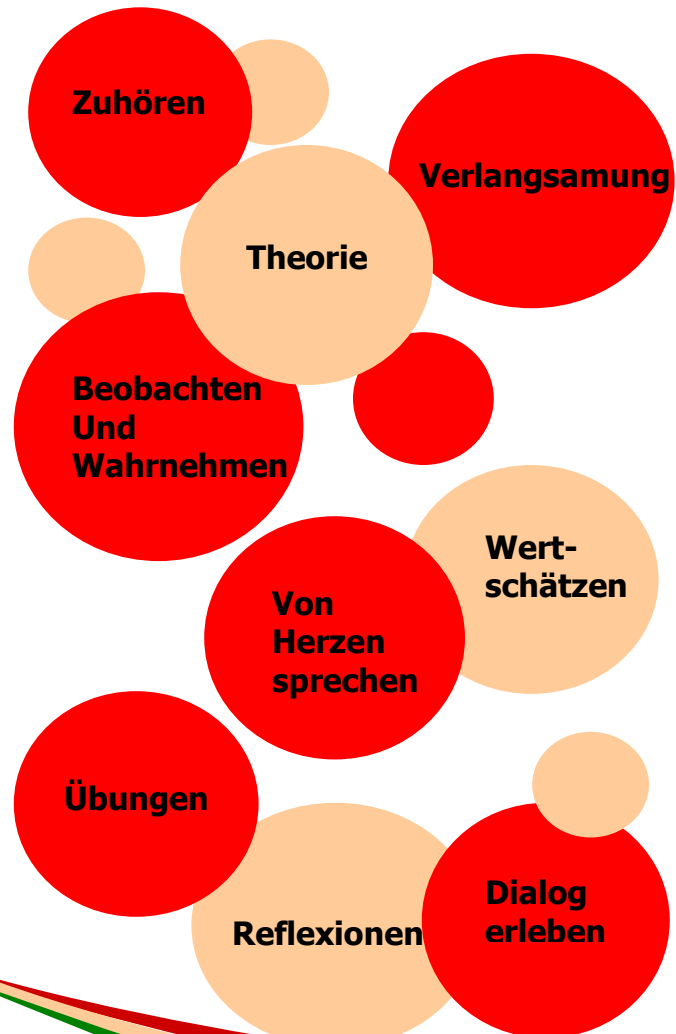 Zuhören
Verlangsamung
Theorie
Beobachten
Und
Wahrnehmen
Wert-
schätzen
Von
Herzen
sprechen
Übungen
Reflexionen
Dialog
erleben